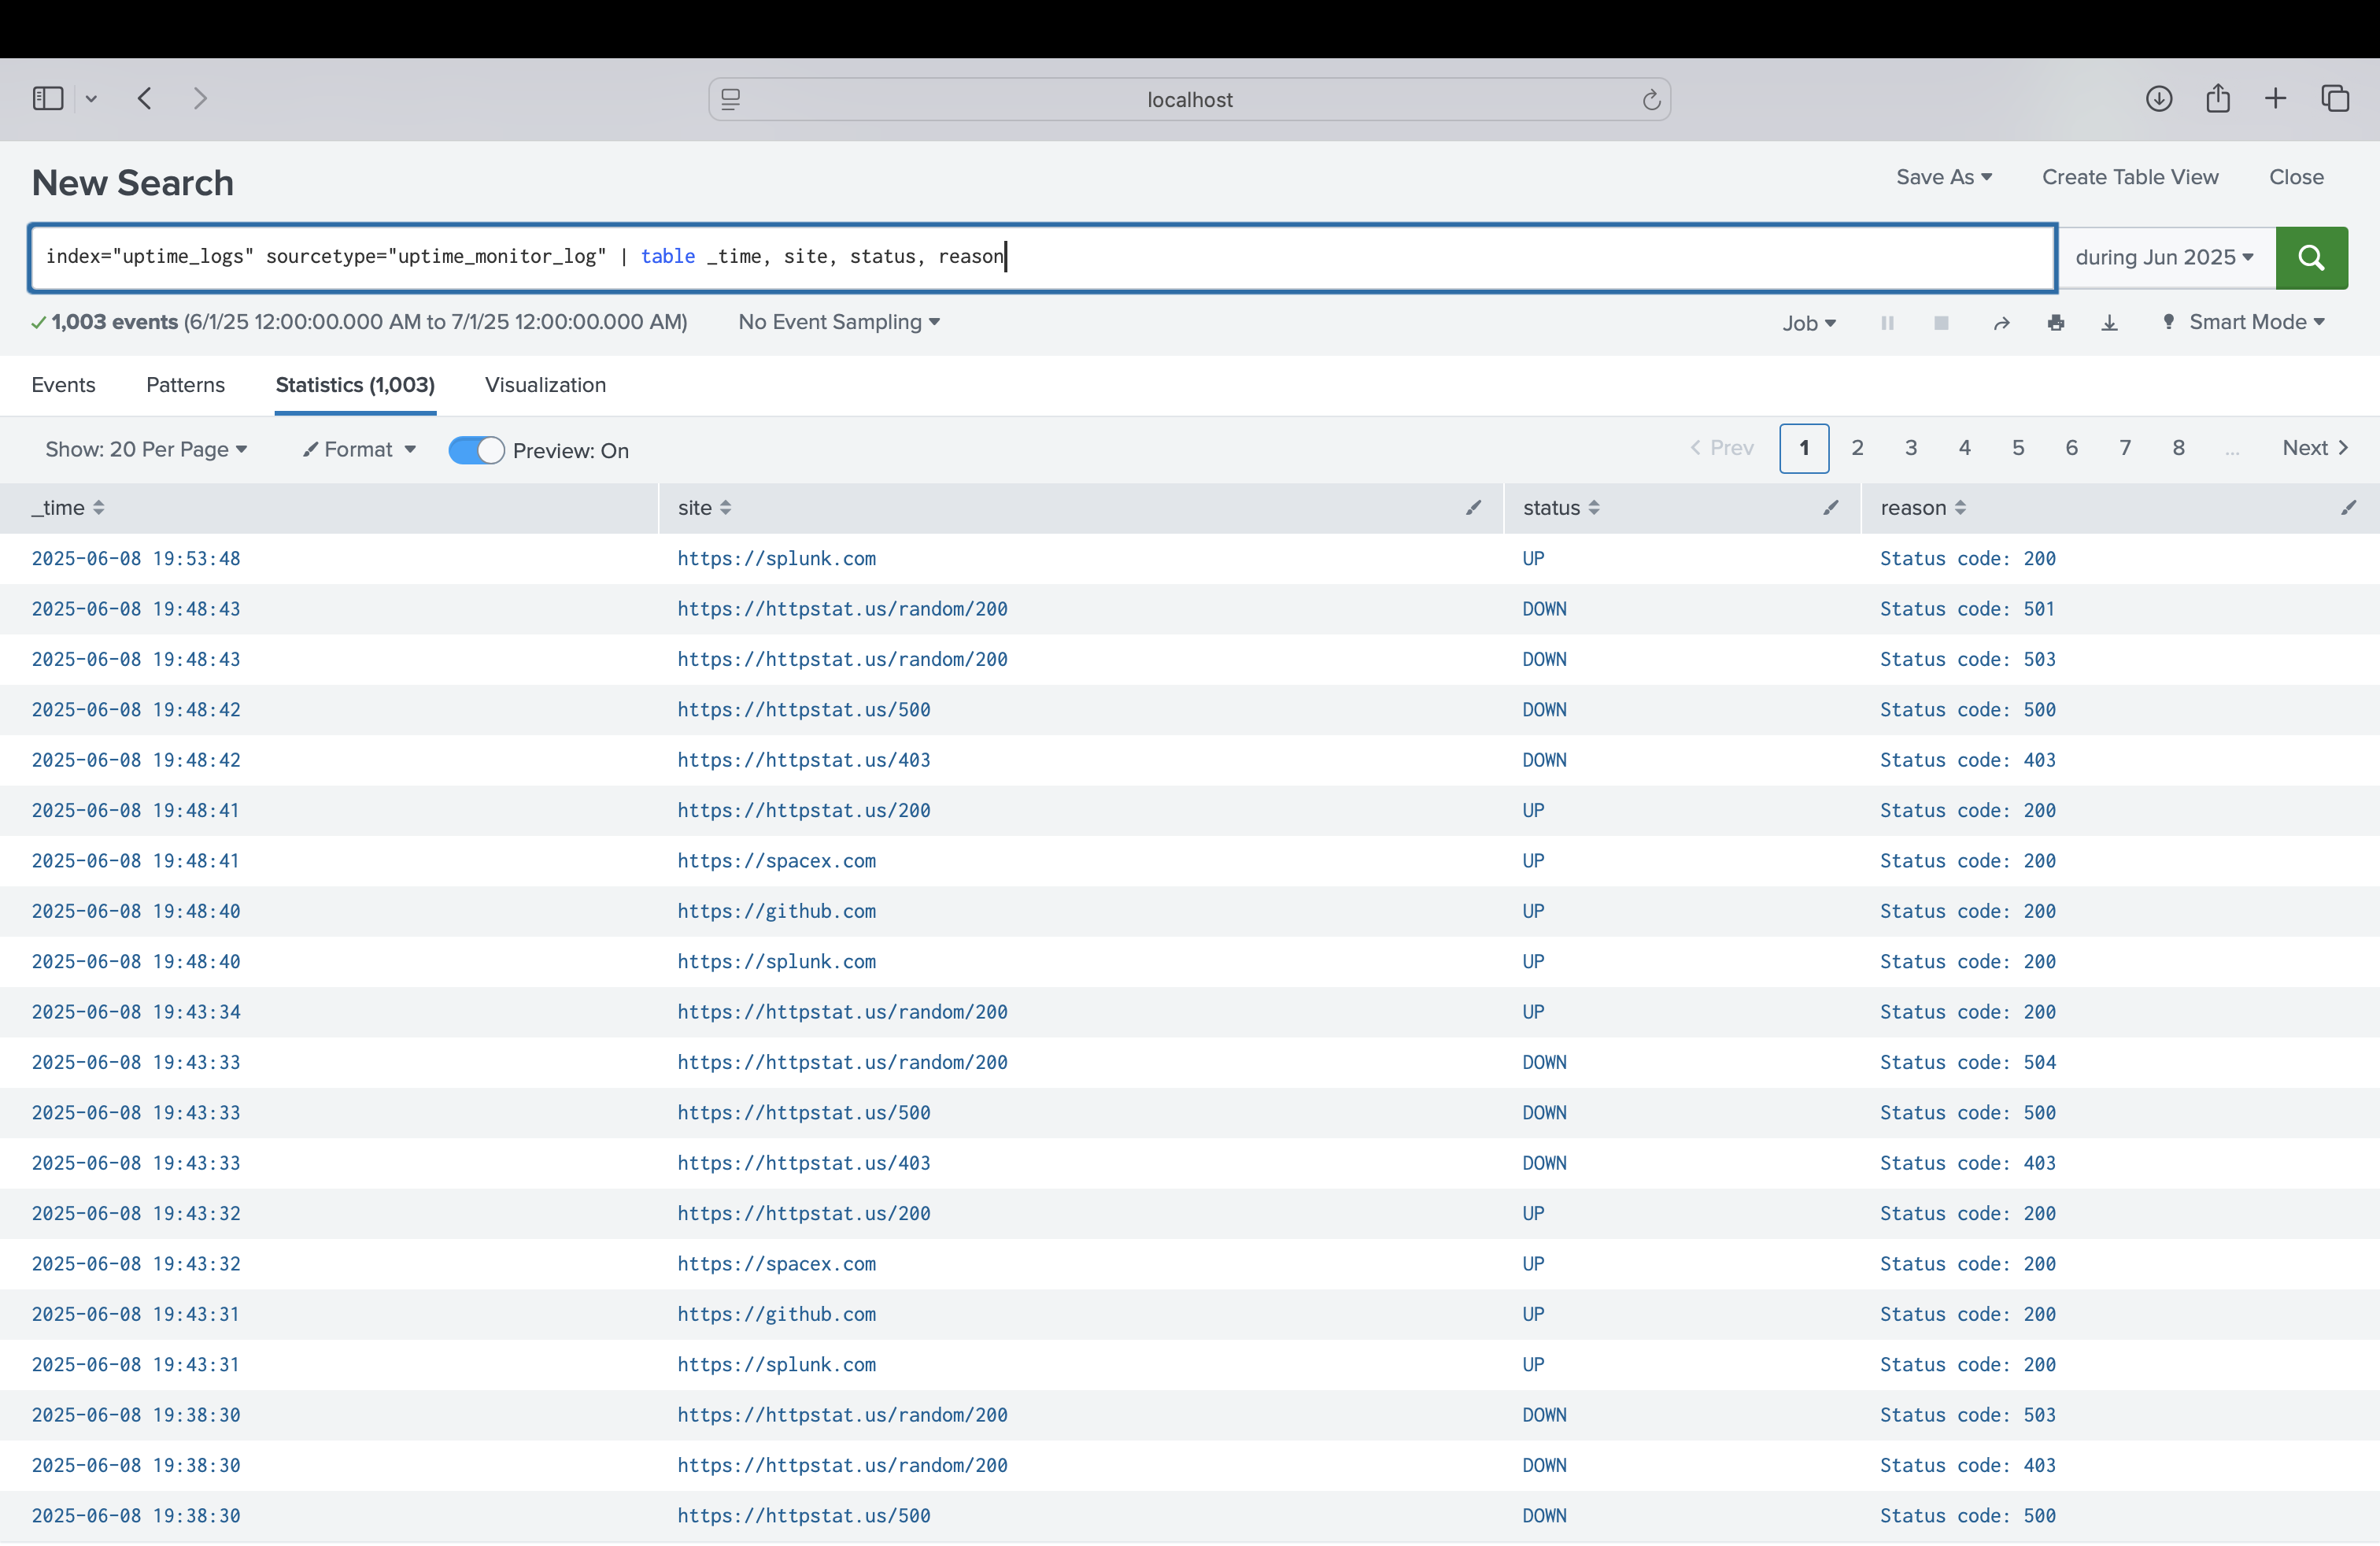 localhost
New Search
Save As Create Table View Close
index="uptime_logs" sourcetype="uptime_monitor_log" | table _time, site, status, reason
during Jun 2025
1,003 events (6/1/25 12:00:00.000 AM to 7/1/25 12:00:00.000 AM) No Event Sampling Job Smart Mode
Events Patterns Statistics (1,003) Visualization
Show: 20 Per Page Format Preview: On Prev 1 2 3 4 5 6 7 8 ... Next
_time site status reason
2025-06-08 19:53:48 https://splunk.com UP Status code: 200
2025-06-08 19:48:43 https://httpstat.us/random/200 DOWN Status code: 501
2025-06-08 19:48:43 https://httpstat.us/random/200 DOWN Status code: 503
2025-06-08 19:48:42 https://httpstat.us/500 DOWN Status code: 500
2025-06-08 19:48:42 https://httpstat.us/403 DOWN Status code: 403
2025-06-08 19:48:41 https://httpstat.us/200 UP Status code: 200
2025-06-08 19:48:41 https://spacex.com UP Status code: 200
2025-06-08 19:48:40 https://github.com UP Status code: 200
2025-06-08 19:48:40 https://splunk.com UP Status code: 200
2025-06-08 19:43:34 https://httpstat.us/random/200 UP Status code: 200
2025-06-08 19:43:33 https://httpstat.us/random/200 DOWN Status code: 504
2025-06-08 19:43:33 https://httpstat.us/500 DOWN Status code: 500
2025-06-08 19:43:33 https://httpstat.us/403 DOWN Status code: 403
2025-06-08 19:43:32 https://httpstat.us/200 UP Status code: 200
2025-06-08 19:43:32 https://spacex.com UP Status code: 200
2025-06-08 19:43:31 https://github.com UP Status code: 200
2025-06-08 19:43:31 https://splunk.com UP Status code: 200
2025-06-08 19:38:30 https://httpstat.us/random/200 DOWN Status code: 503
2025-06-08 19:38:30 https://httpstat.us/random/200 DOWN Status code: 403
2025-06-08 19:38:30 https://httpstat.us/500 DOWN Status code: 500